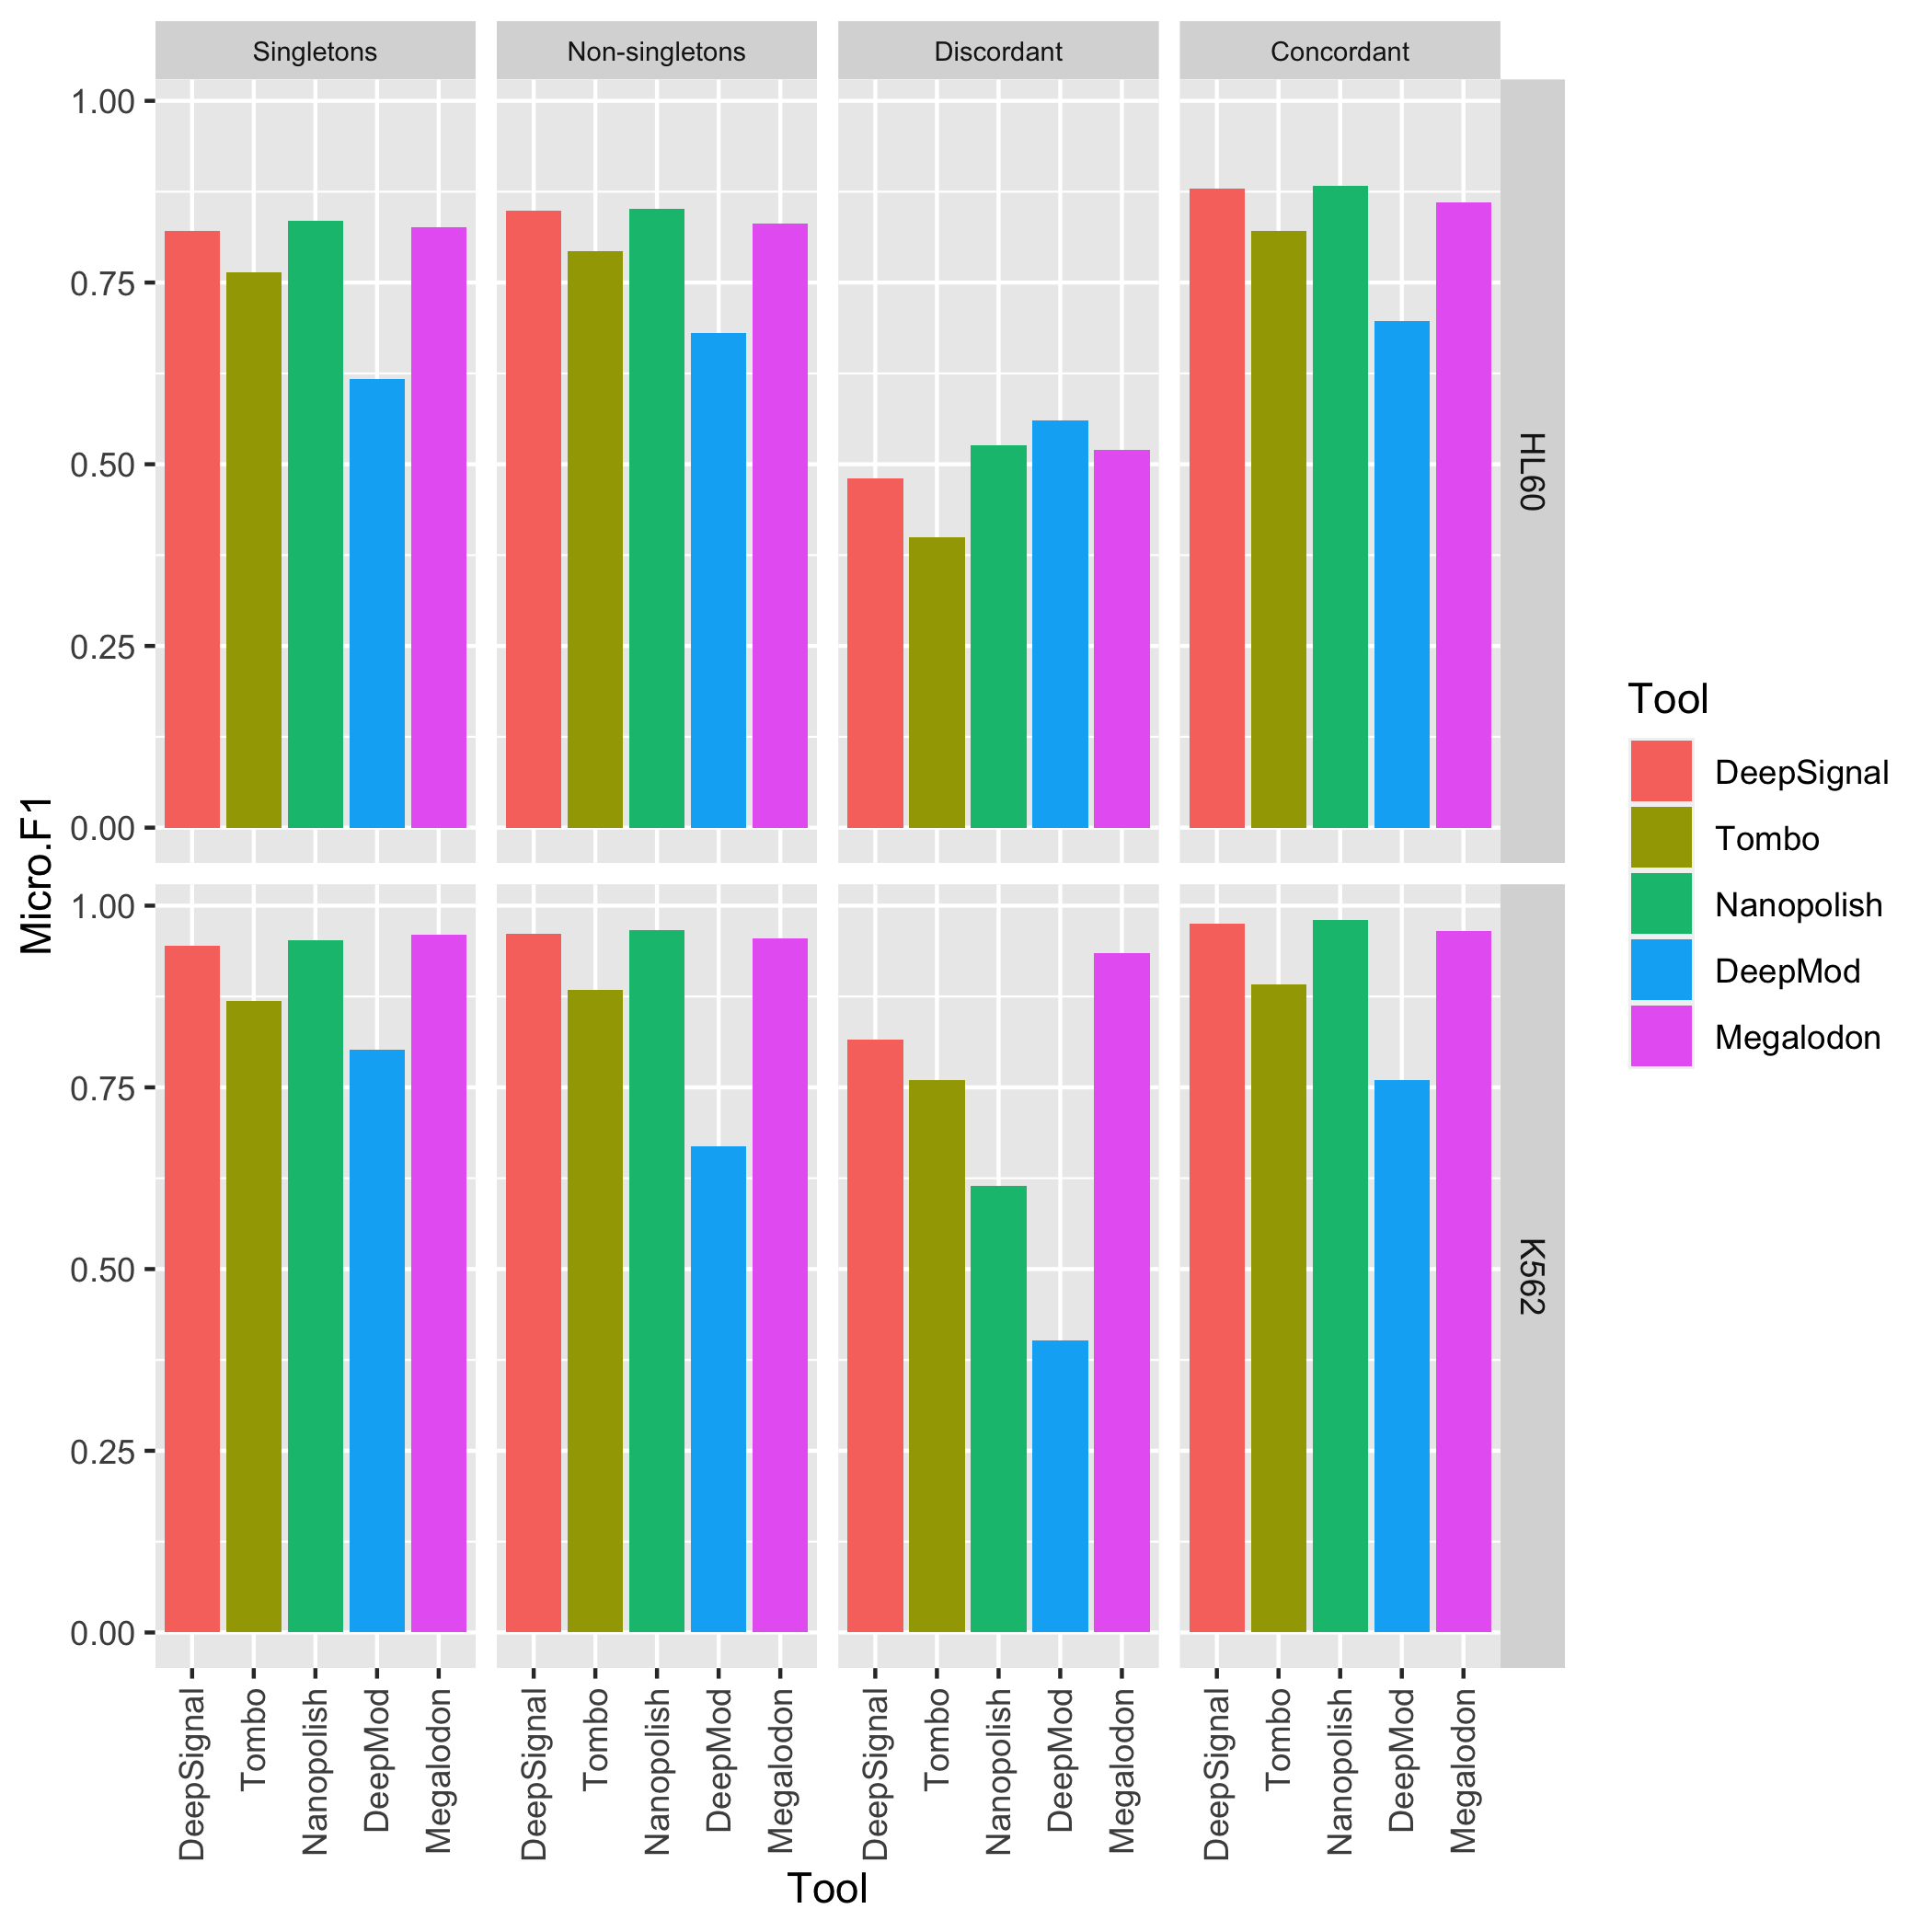 Singletons Non-singletons Discordant Concordant
1.00
0.75
0.50
0.25
0.00
HL60
1.00
0.75
0.50
0.25
0.00
K562
Micro.F1
DeepSignal Tombo Nanopolish DeepMod Megalodon DeepSignal Tombo Nanopolish DeepMod Megalodon DeepSignal Tombo Nanopolish DeepMod Megalodon DeepSignal Tombo Nanopolish DeepMod Megalodon
Tool
Tool
DeepSignal
Tombo
Nanopolish
DeepMod
Megalodon